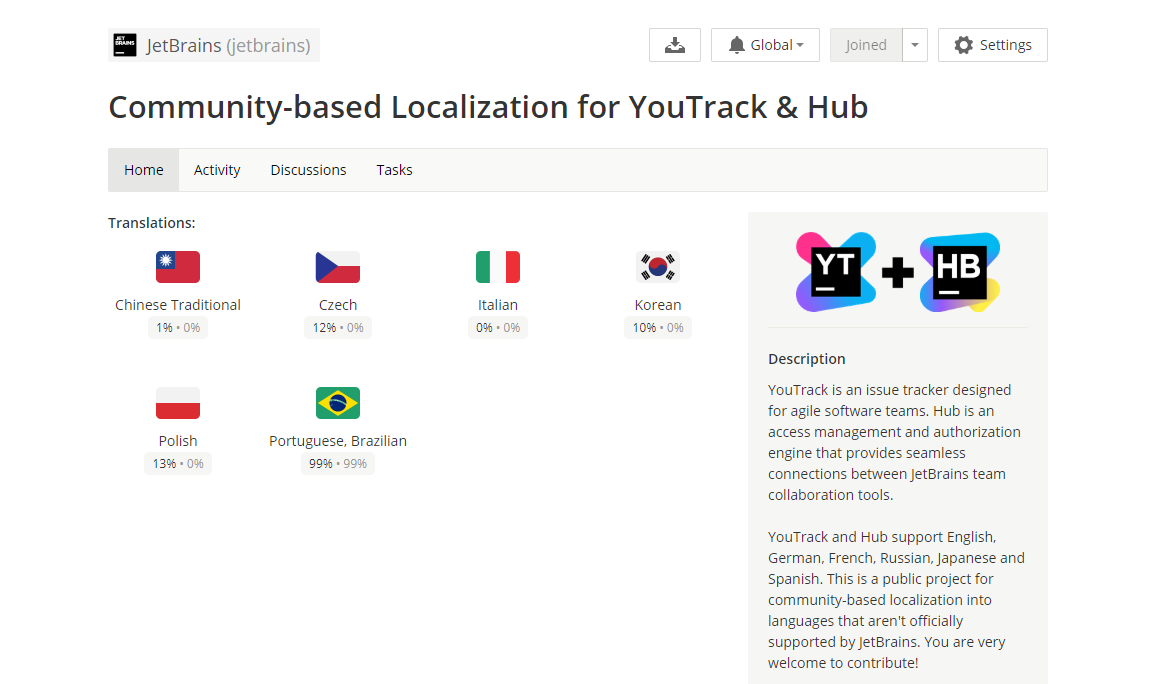 JET
BRAINS
JetBrains (jetbrains)
Global
Joined
Settings
Community-based Localization for YouTrack & Hub
Home
Activity
Discussions
Tasks
Translations:
Chinese Traditional
1% • 0%
Czech
12% • 0%
Italian
0% • 0%
Korean
10% • 0%
Polish
13% • 0%
Portuguese, Brazilian
99% • 99%
YT
HB
Description
YouTrack is an issue tracker designed
for agile software teams. Hub is an
access management and authorization
engine that provides seamless
connections between JetBrains team
collaboration tools.
YouTrack and Hub support English,
German, French, Russian, Japanese and
Spanish. This is a public project for
community-based localization into
languages that aren't officially
supported by JetBrains. You are very
welcome to contribute!